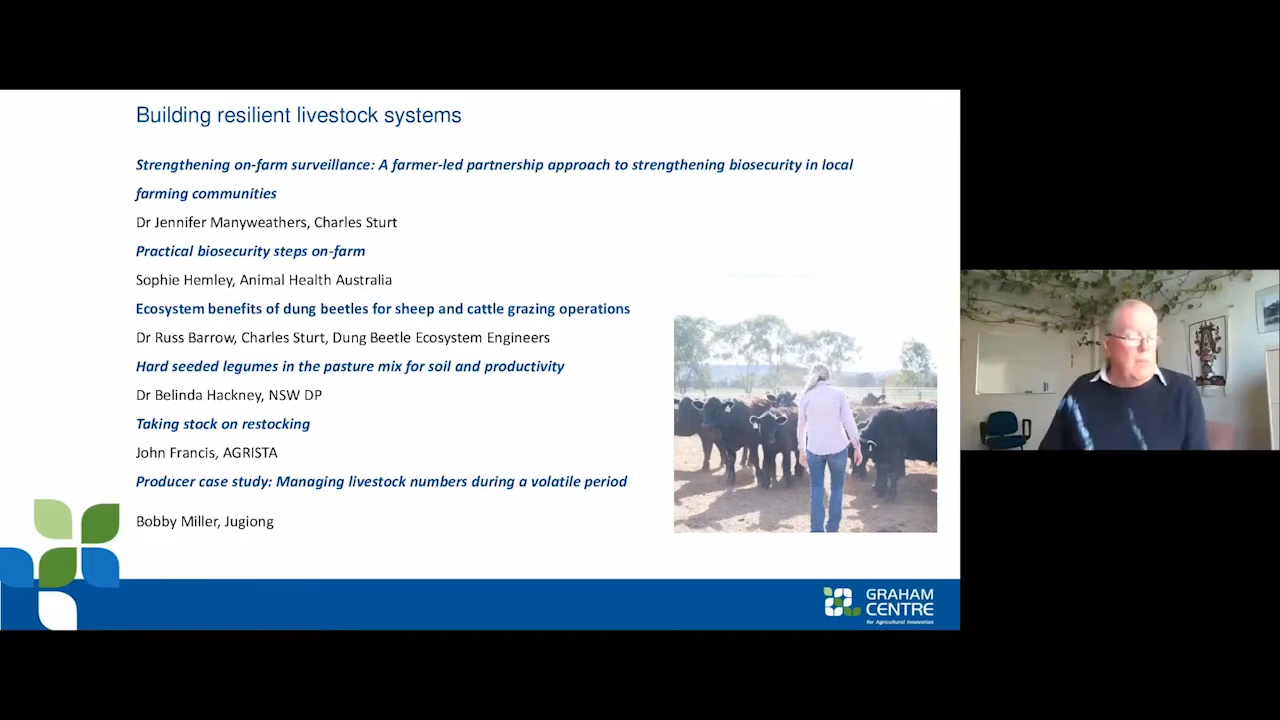 Building resilient livestock systems
Strengthening on-farm surveillance: A farmer-led partnership approach to strengthening biosecurity in local
farming communities
Dr Jennifer Manyweathers, Charles Sturt
Practical biosecurity steps on-farm
Sophie Hemley, Animal Health Australia
Ecosystem benefits of dung beetles for sheep and cattle grazing operations
Dr Russ Barrow, Charles Sturt, Dung Beetle Ecosystem Engineers
Hard seeded legumes in the pasture mix for soil and productivity
Dr Belinda Hackney, NSW DP
Taking stock on restocking
John Francis, AGRISTA
Producer case study: Managing livestock numbers during a volatile period
Bobby Miller, Jugiong
GRAHAM
CENTRE
for Agricultural Innovation